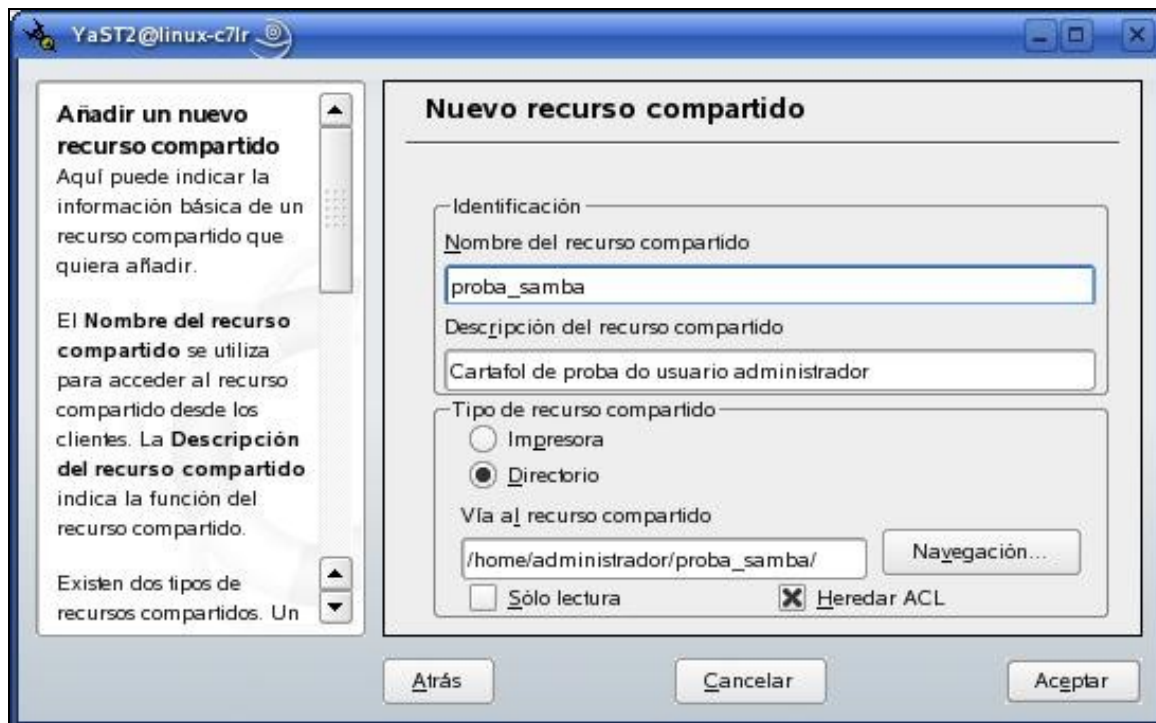 YaST2@linux-c7lr
Añadir un nuevo
recurso compartido
Aquí puede indicar la
información básica de un
recurso compartido que
quiera añadir.
El Nombre del recurso
compartido se utiliza
para acceder al recurso
compartido desde los
clientes. La Descripción
del recurso compartido
indica la función del
recurso compartido.
Existen dos tipos de
recursos compartidos. Un
Nuevo recurso compartido
Identificación
Nombre del recurso compartido
proba_samba
Descripción del recurso compartido
Cartafol de proba do usuario administrador
Tipo de recurso compartido
Impresora
Directorio
Vía al recurso compartido
/home/administrador/proba_samba/
Navegación...
Sólo lectura
Heredar ACL
Atrás
Cancelar
Aceptar